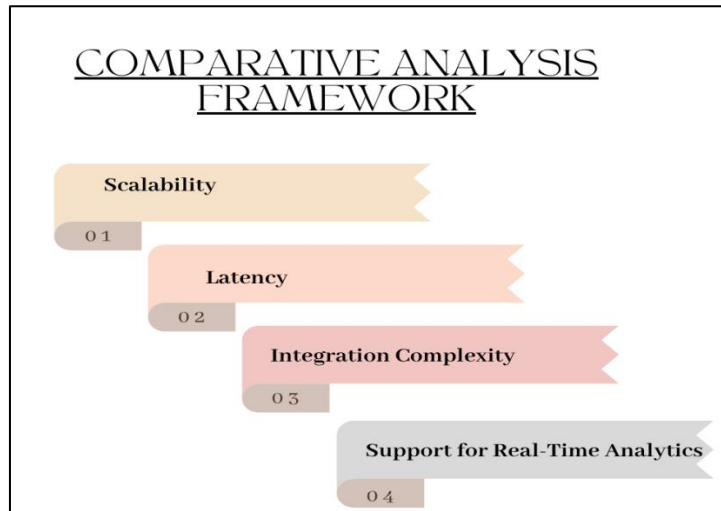 COMPARATIVE ANALYSIS
FRAMEWORK
Scalability
01
Latency
02
Integration Complexity
03
Support for Real-Time Analytics
04